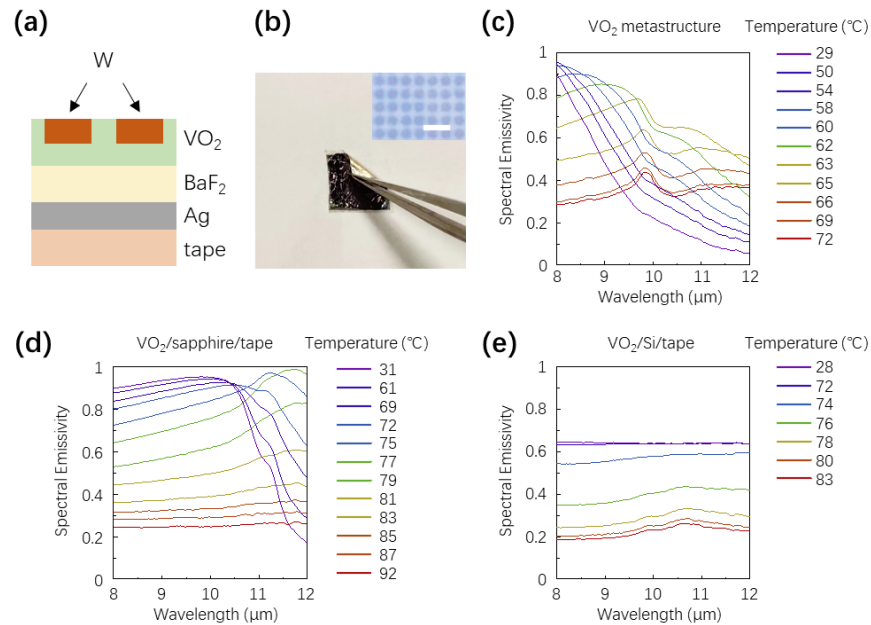 (a)
W
VO₂
BaF₂
Ag
tape
(b)
(c)
VO₂ metastructure
Temperature (℃)
Spectral Emissivity
1
0.8
0.6
0.4
0.2
0
8
9
10
11
12
Wavelength (μm)
29
50
54
58
60
62
63
65
66
69
72
(d)
VO₂/sapphire/tape
Temperature (℃)
Spectral Emissivity
1
0.8
0.6
0.4
0.2
0
8
9
10
11
12
Wavelength (μm)
31
61
69
72
75
77
79
81
83
85
87
92
(e)
VO₂/Si/tape
Temperature (℃)
Spectral Emissivity
1
0.8
0.6
0.4
0.2
0
8
9
10
11
12
Wavelength (μm)
28
72
74
76
78
80
83